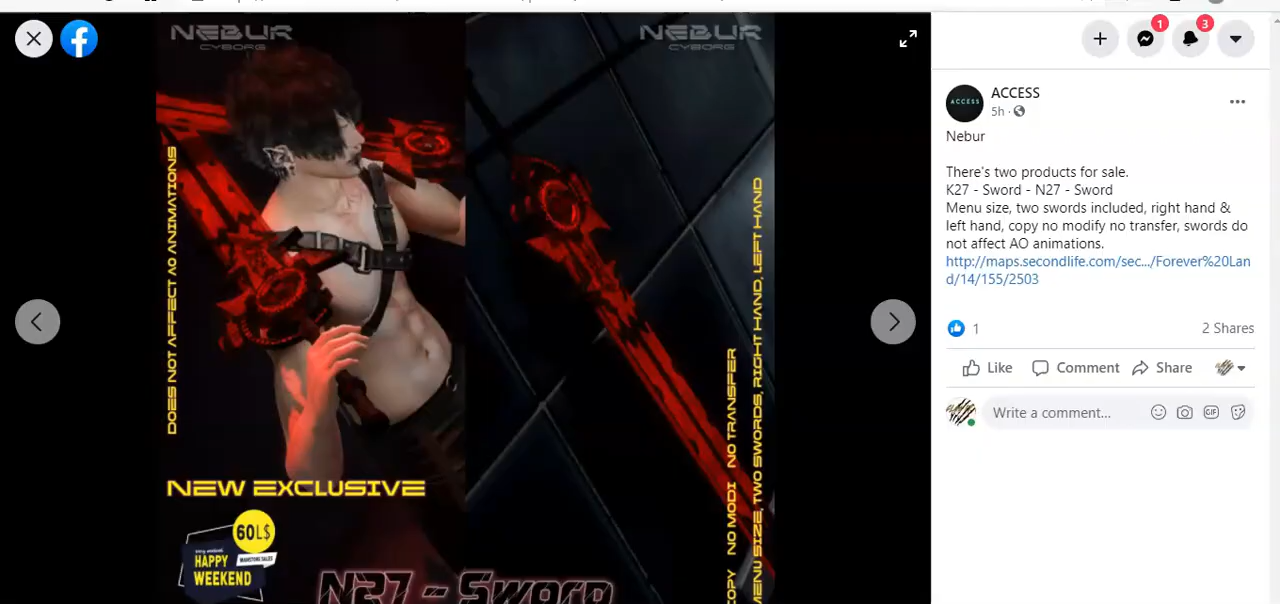 NEBUR
CYBORG
NEBUR
CYBORG
DOES NOT AFFECT AO ANIMATIONS
NEW EXCLUSIVE
60L$
HAPPY
WEEKEND
N27 - Sword
COPY NO MODI NO TRANSFER
MENU SIZE, TWO SWORDS, RIGHT HAND, LEFT HAND
1
3
ACCESS
ACCESS
5h ·
Nebur
There's two products for sale.
K27 - Sword - N27 - Sword
Menu size, two swords included, right hand &
left hand, copy no modify no transfer, swords do
not affect AO animations.
http://maps.secondlife.com/sec.../Forever%20Lan
d/14/155/2503
1
2 Shares
Like Comment Share
Write a comment...
GIF